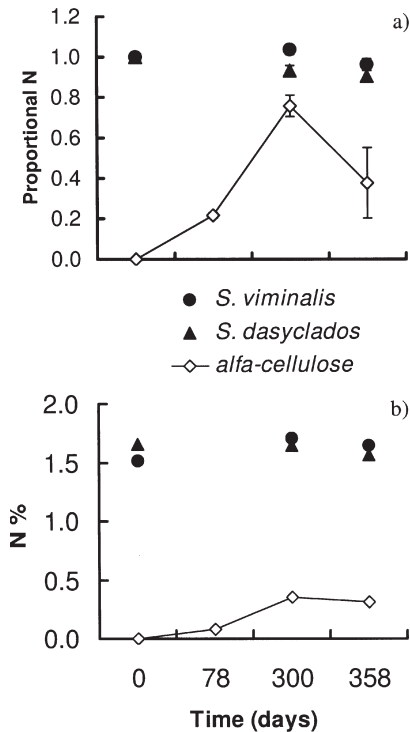 a)
1.2
1.0
0.8
0.6
0.4
0.2
0.0
Proportional N
S. viminalis
S. dasyclados
alfa-cellulose
b)
2.0
1.5
1.0
0.5
0.0
N %
0 78 300 358
Time (days)